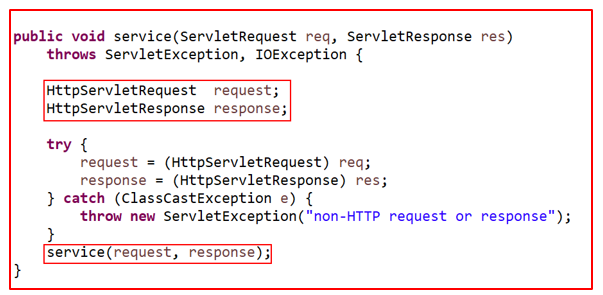 public void service(ServletRequest req, ServletResponse res)
    throws ServletException, IOException {

    HttpServletRequest  request;
    HttpServletResponse response;

    try {
        request = (HttpServletRequest) req;
        response = (HttpServletResponse) res;
    } catch (ClassCastException e) {
        throw new ServletException("non-HTTP request or response");
    }
    service(request, response);
}